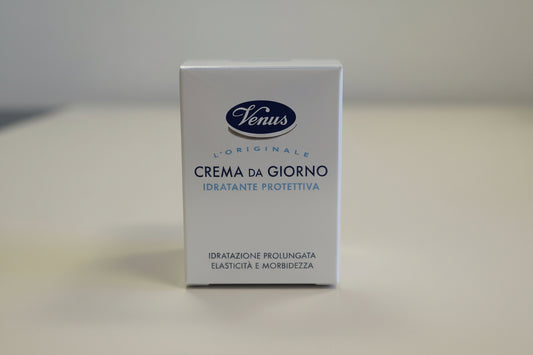 Venus
L'ORIGINALE
CREMA DA GIORNO
IDRATANTE PROTETTIVA
IDRATAZIONE PROLUNGATA
ELASTICITÀ E MORBIDEZZA